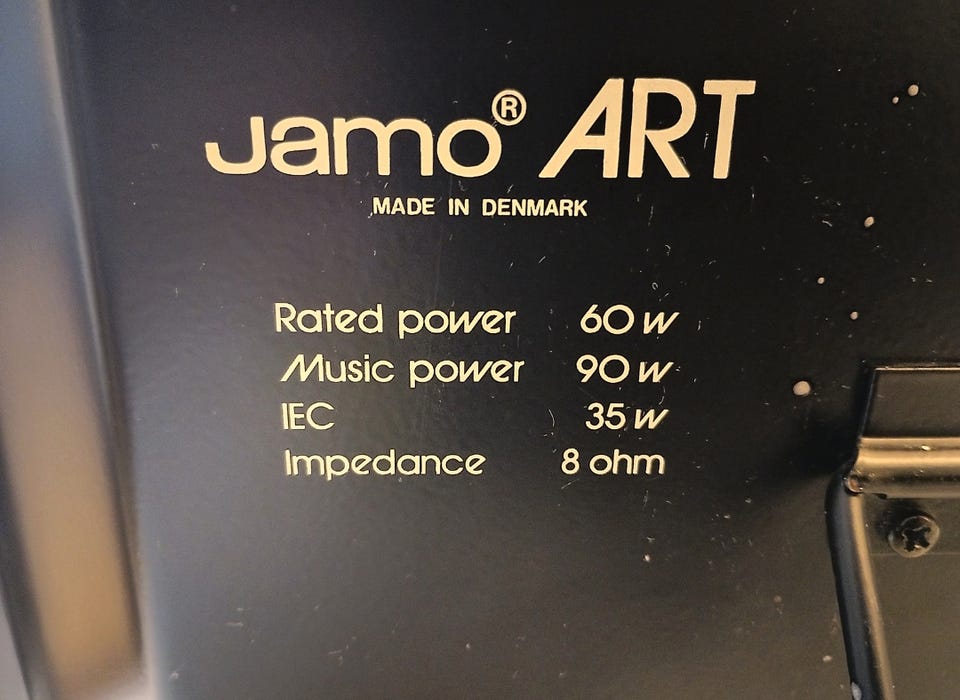 Jamo® ART
MADE IN DENMARK
Rated power 60 w
Music power 90 w
IEC 35 w
Impedance 8 ohm